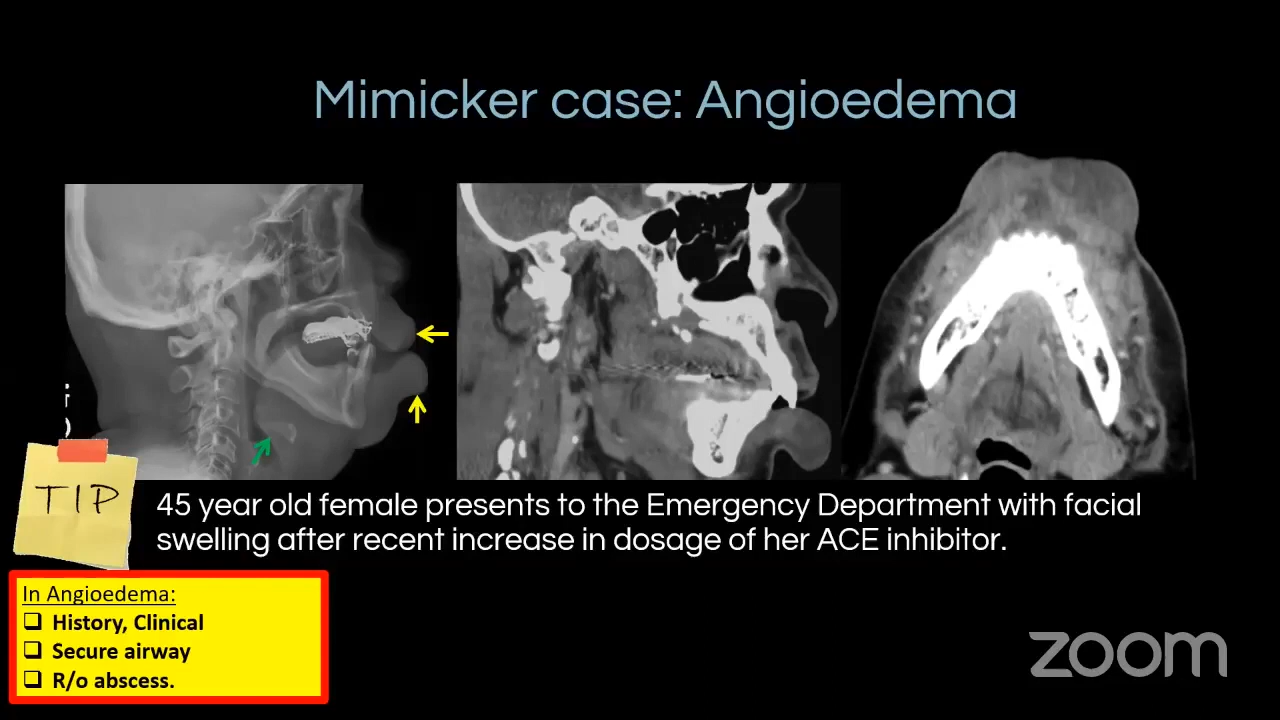 Mimicker case: Angioedema
TIP
45 year old female presents to the Emergency Department with facial
swelling after recent increase in dosage of her ACE inhibitor.
In Angioedema:
❑ History, Clinical
❑ Secure airway
❑ R/o abscess.
zoom